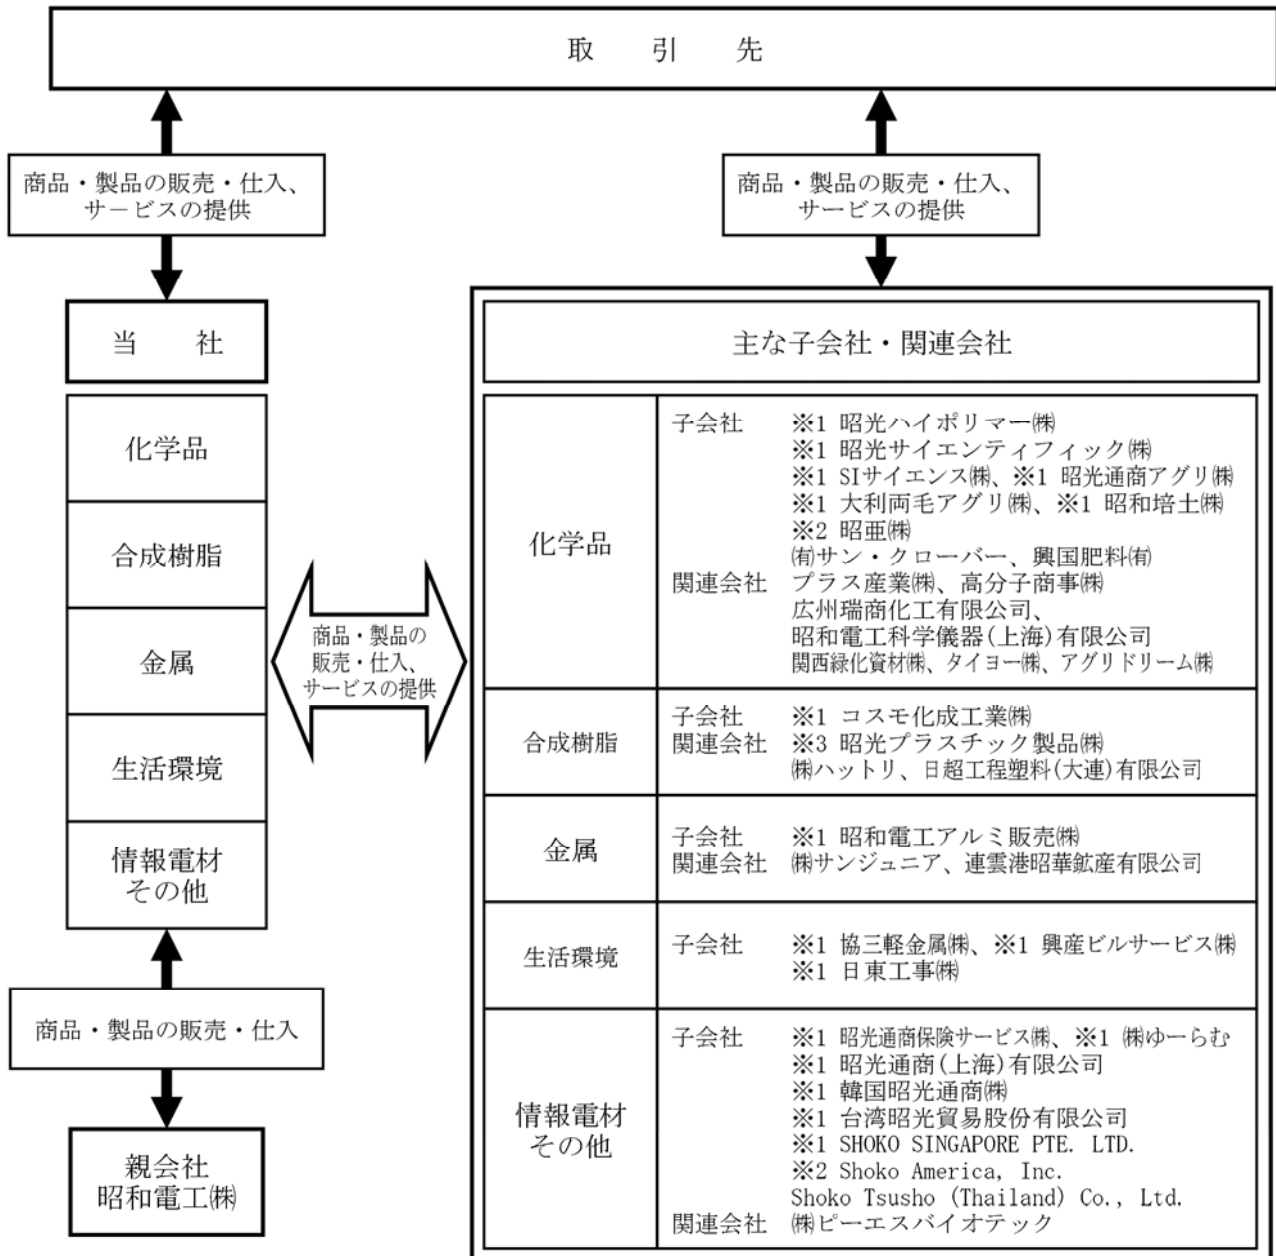 取 引 先
商品・製品の販売・仕入、
サービスの提供
商品・製品の販売・仕入、
サービスの提供
当 社
化学品
合成樹脂
金属
生活環境
情報電材
その他
商品・製品の
販売・仕入、
サービスの提供
商品・製品の販売・仕入
親会社
昭和電工㈱
主な子会社・関連会社
化学品
子会社 ※1 昭光ハイポリマー㈱
※1 昭光サイエンティフィック㈱
※1 SIサイエンス㈱、※1 昭光通商アグリ㈱
※1 大利両毛アグリ㈱、※1 昭和培土㈱
※2 昭亜㈱
㈲サン・クローバー、興国肥料㈲
関連会社 プラス産業㈱、高分子商事㈱
広州瑞商化工有限公司、
昭和電工科学儀器(上海)有限公司
関西緑化資材㈱、タイヨー㈱、アグリドリーム㈱
合成樹脂
子会社 ※1 コスモ化成工業㈱
関連会社 ※3 昭光プラスチック製品㈱
㈱ハットリ、日超工程塑料(大連)有限公司
金属
子会社 ※1 昭和電工アルミ販売㈱
関連会社 ㈱サンジュニア、連雲港昭華鉱産有限公司
生活環境
子会社 ※1 協三軽金属㈱、※1 興産ビルサービス㈱
※1 日東工事㈱
情報電材
その他
子会社 ※1 昭光通商保険サービス㈱、※1 ㈱ゆーらむ
※1 昭光通商(上海)有限公司
※1 韓国昭光通商㈱
※1 台湾昭光貿易股份有限公司
※1 SHOKO SINGAPORE PTE. LTD.
※2 Shoko America, Inc.
Shoko Tsusho (Thailand) Co., Ltd.
関連会社 ㈱ピーエスバイオテック